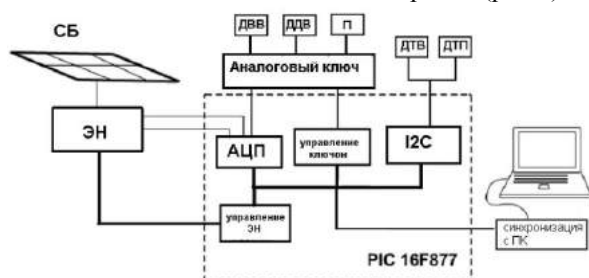 СБ
ДВВ
ДДВ
П
ДТВ
ДТП
Аналоговый ключ
ЭН
АЦП
управление
ключом
I2C
управление
ЭН
синхронизация
с ПК
PIC 16F877